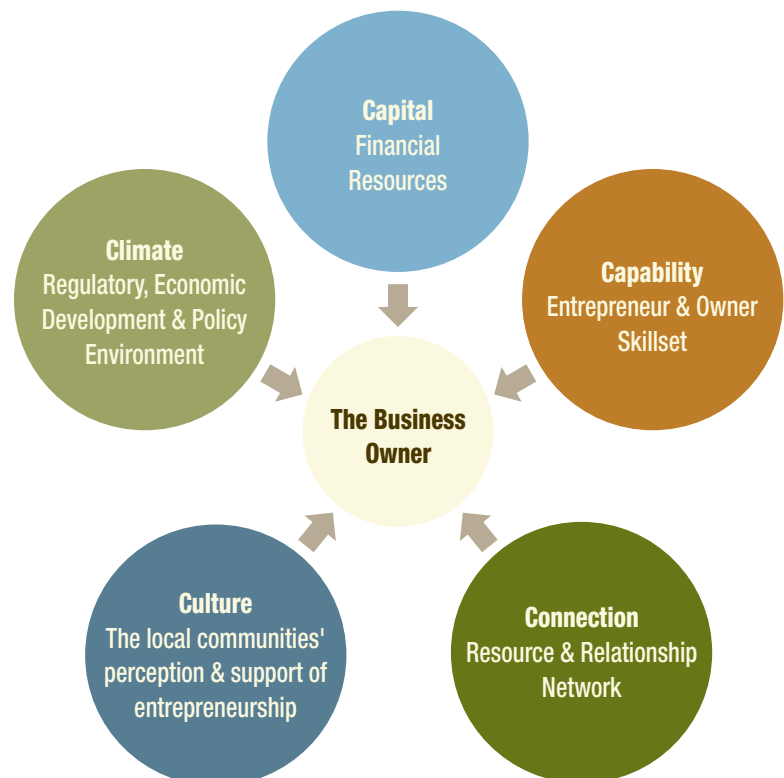 Capital
Financial
Resources
Climate
Regulatory, Economic
Development & Policy
Environment
Capability
Entrepreneur & Owner
Skillset
The Business
Owner
Culture
The local communities'
perception & support of
entrepreneurship
Connection
Resource & Relationship
Network